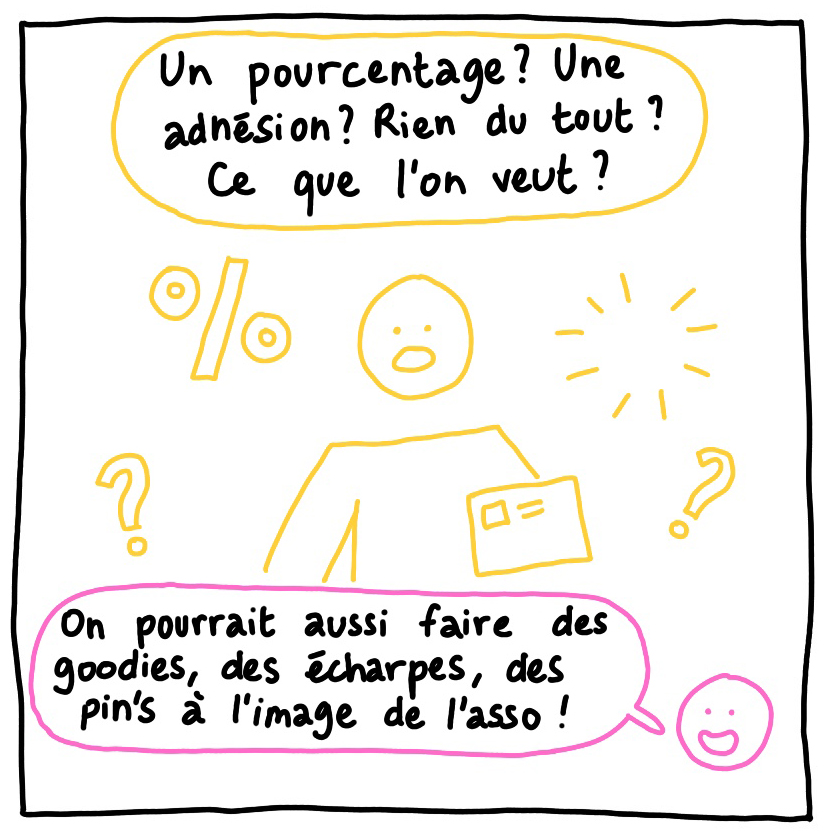 Un pourcentage ? Une
adhésion ? Rien du tout ?
Ce que l'on veut ?
%
?
?
On pourrait aussi faire des
goodies, des écharpes, des
pin's à l'image de l'asso !